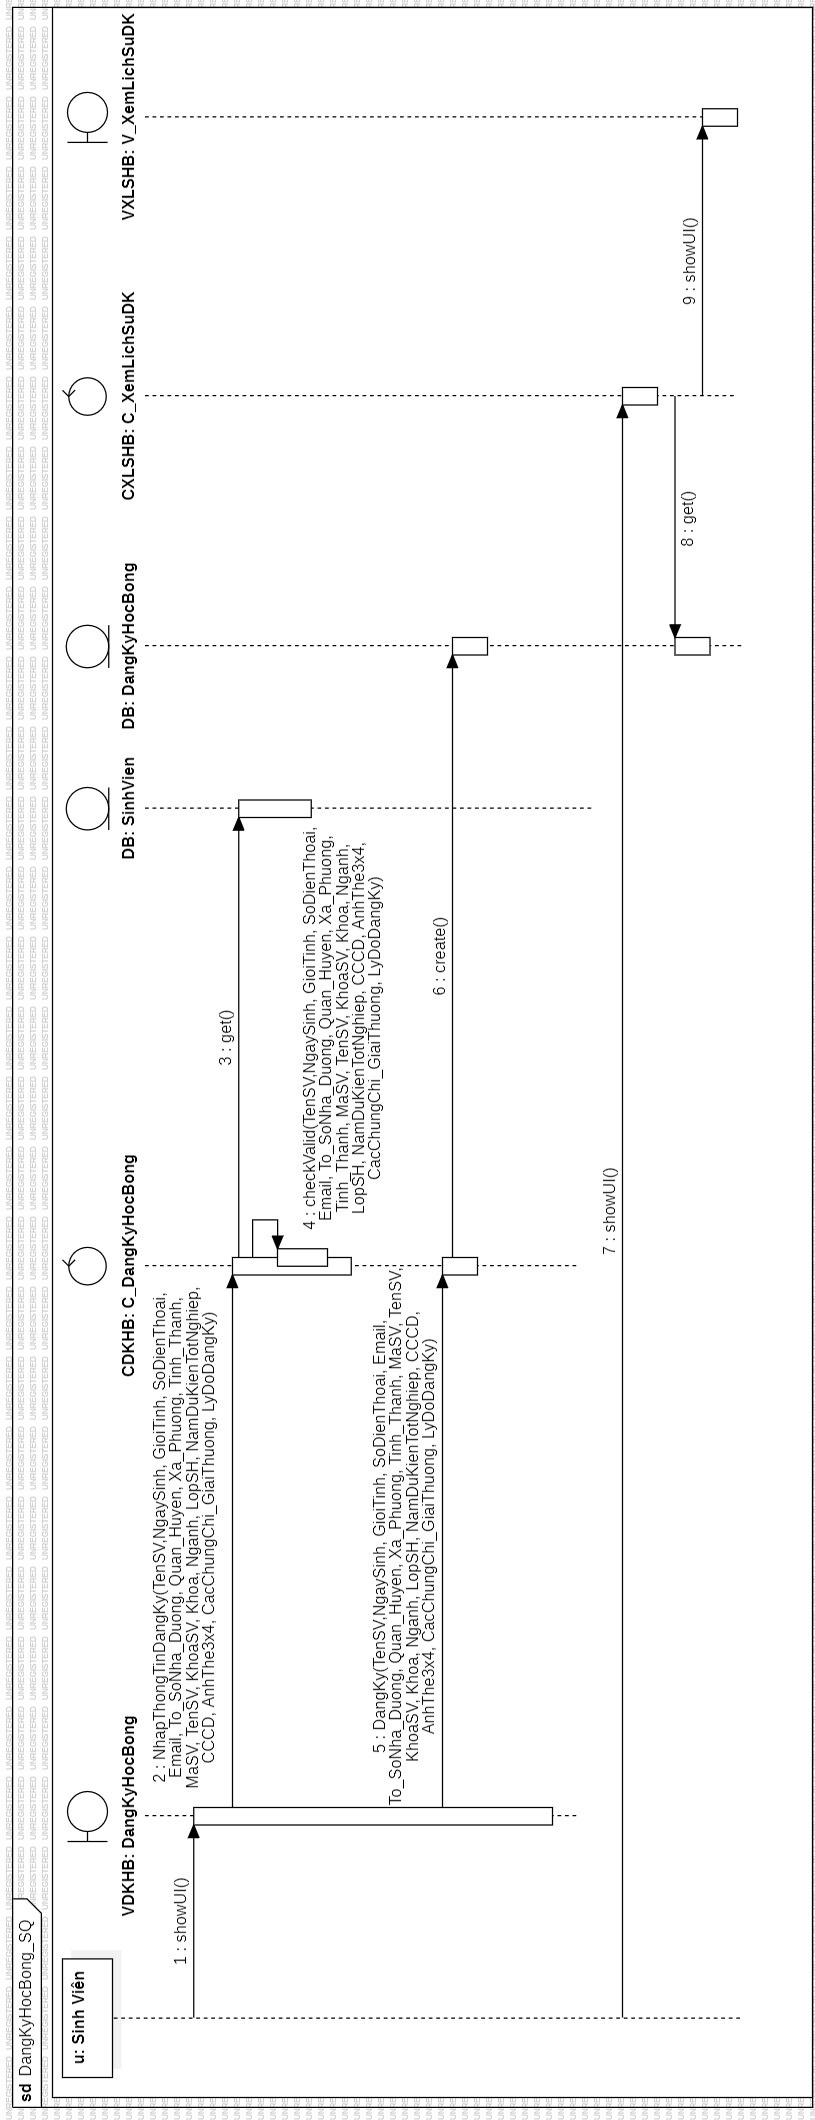 sd DangKyHocBong_SQ
u: Sinh Viên
VDKHB: DangKyHocBong
CDKHB: C_DangKyHocBong
DB: SinhVien
DB: DangKyHocBong
CXLSHB: C_XemLichSuDK
VXLSHB: V_XemLichSuDK
1 : showUI()
2 : NhapThongTinDangKy(TenSV,NgaySinh, GioiTinh, SoDienThoai,
Email, To_SoNha_Duong, Quan_Huyen, Xa_Phuong, Tinh_Thanh,
MaSV, TenSV, KhoaSV, Khoa, Nganh, LopSH, NamDuKienTotNghiep,
CCCD, AnhThe3x4, CacChungChi_GiaiThuong, LyDoDangKy)
3 : get()
4 : checkValid(TenSV,NgaySinh, GioiTinh, SoDienThoai,
Email, To_SoNha_Duong, Quan_Huyen, Xa_Phuong,
Tinh_Thanh, MaSV, TenSV, KhoaSV, Khoa, Nganh,
LopSH, NamDuKienTotNghiep, CCCD, AnhThe3x4,
CacChungChi_GiaiThuong, LyDoDangKy)
5 : DangKy(TenSV,NgaySinh, GioiTinh, SoDienThoai, Email,
To_SoNha_Duong, Quan_Huyen, Xa_Phuong, Tinh_Thanh, MaSV, TenSV,
KhoaSV, Khoa, Nganh, LopSH, NamDuKienTotNghiep, CCCD,
AnhThe3x4, CacChungChi_GiaiThuong, LyDoDangKy)
6 : create()
7 : showUI()
8 : get()
9 : showUI()